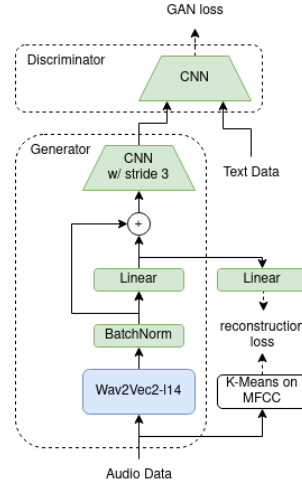 GAN loss
Discriminator
CNN
Generator
CNN
w/ stride 3
Text Data
+
Linear
Linear
BatchNorm
reconstruction
loss
Wav2Vec2-l14
K-Means on
MFCC
Audio Data